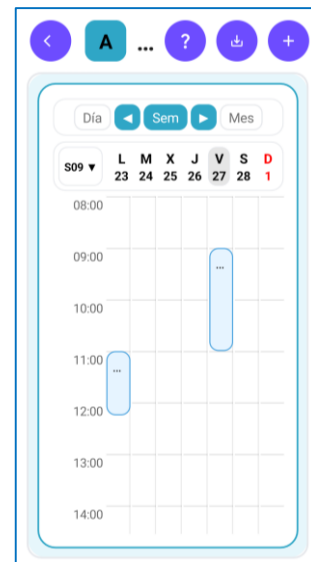 A ... ?
Día ◀ Sem ▶ Mes
S09 ▼ L M X J V S D
23 24 25 26 27 28 1
08:00
09:00
...
10:00
11:00
...
12:00
13:00
14:00